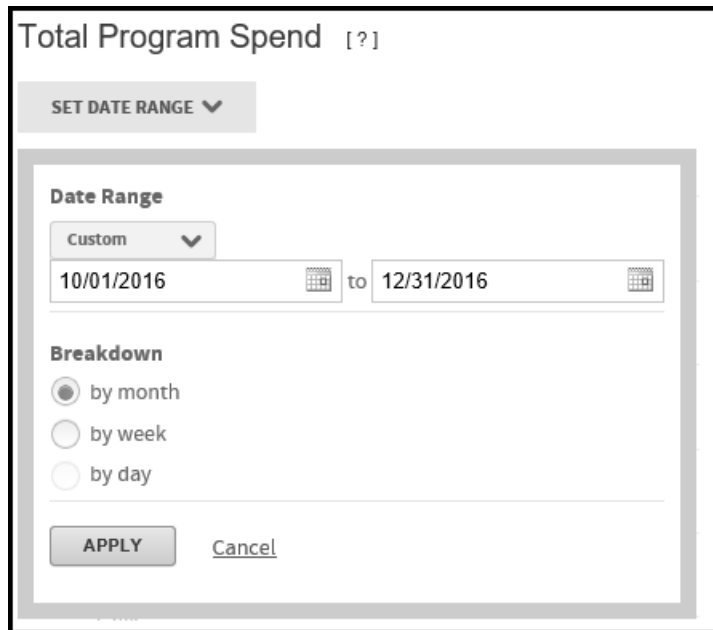 Total Program Spend [?]
SET DATE RANGE
Date Range
Custom
10/01/2016 to 12/31/2016
Breakdown
by month
by week
by day
APPLY Cancel